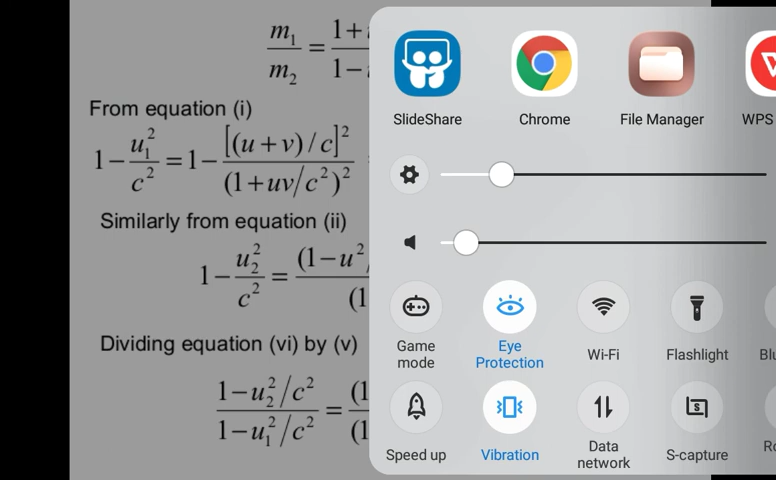 m₁/m₂ = 1+
1−
From equation (i)
1−u₁²/c² = 1−[(u+v)/c]²/(1+uv/c²)²
Similarly from equation (ii)
1−u₂²/c² = (1−u²
(1
Dividing equation (vi) by (v)
1−u₂²/c² / 1−u₁²/c² = (1
(1
SlideShare Chrome File Manager WPS
Game mode Eye Protection Wi-Fi Flashlight
Speed up Vibration Data network S-capture